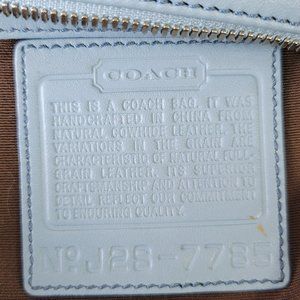 COACH
THIS IS A COACH BAG. IT WAS
HANDCRAFTED IN CHINA FROM
NATURAL COWHIDE LEATHER. THE
VARIATIONS IN THE GRAIN ARE
CHARACTERISTIC OF NATURAL FULL-
GRAIN LEATHER. ITS SUPERIOR
CRAFTSMANSHIP AND ATTENTION TO
DETAIL REFLECT OUR COMMITMENT
TO ENDURING QUALITY.
NO J2S-7785